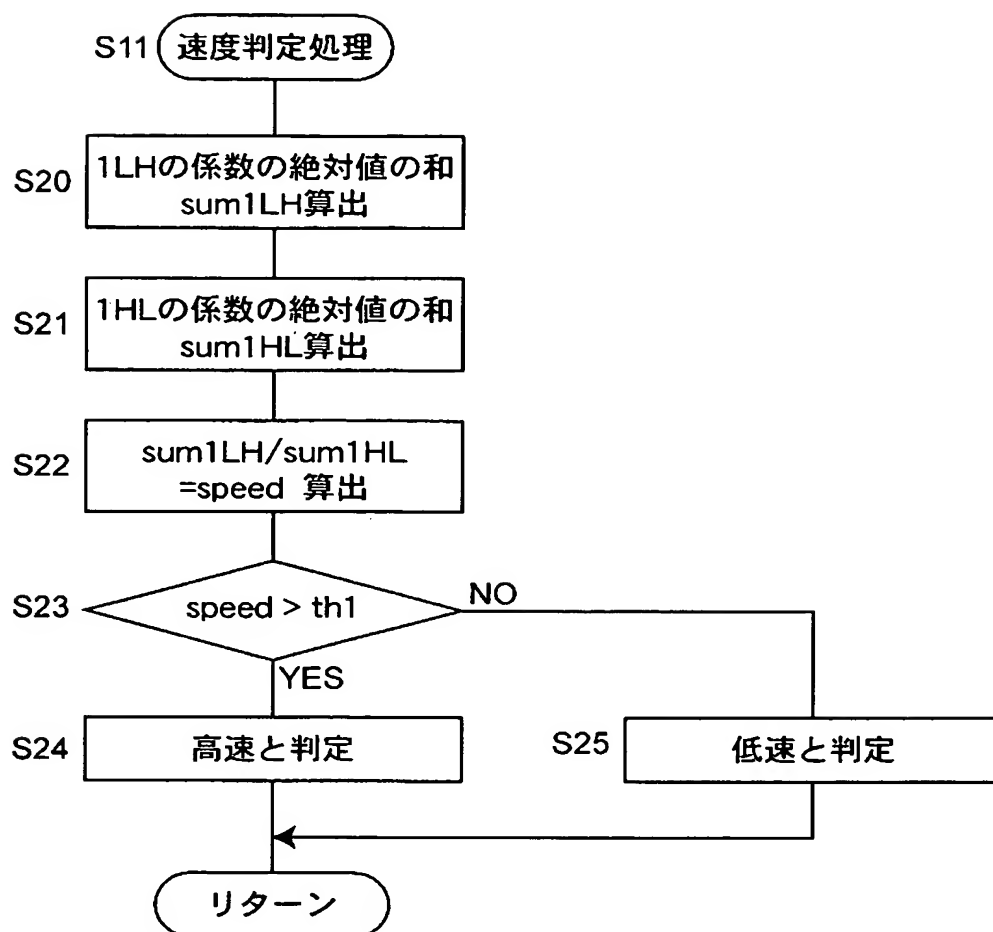 S11 速度判定処理
S20 1LHの係数の絶対値の和
sum1LH算出
S21 1HLの係数の絶対値の和
sum1HL算出
S22 sum1LH/sum1HL
=speed 算出
S23 speed > th1
NO
YES
S24 高速と判定
S25 低速と判定
リターン